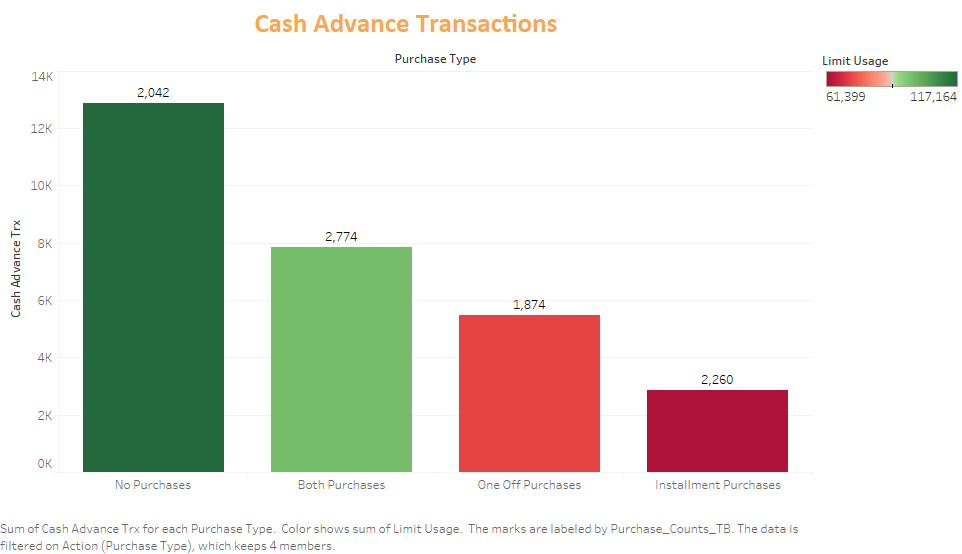 Cash Advance Transactions
Purchase Type
Limit Usage
61,399 117,164
14K
12K
10K
8K
6K
4K
2K
0K
Cash Advance Trx
2,042
2,774
1,874
2,260
No Purchases
Both Purchases
One Off Purchases
Installment Purchases
Sum of Cash Advance Trx for each Purchase Type.  Color shows sum of Limit Usage.  The marks are labeled by Purchase_Counts_TB. The data is
filtered on Action (Purchase Type), which keeps 4 members.